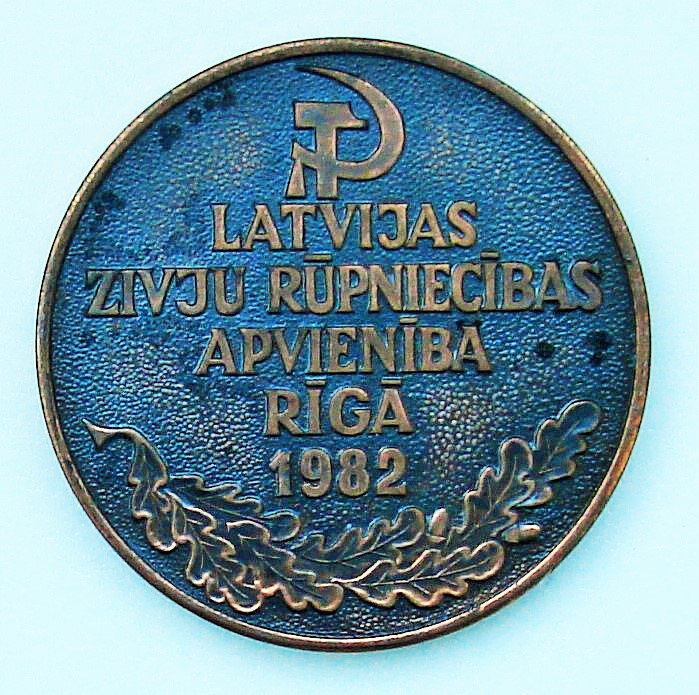 LATVIJAS
ZIVJU RŪPNIECĪBAS
APVIENĪBA
RĪGĀ
1982